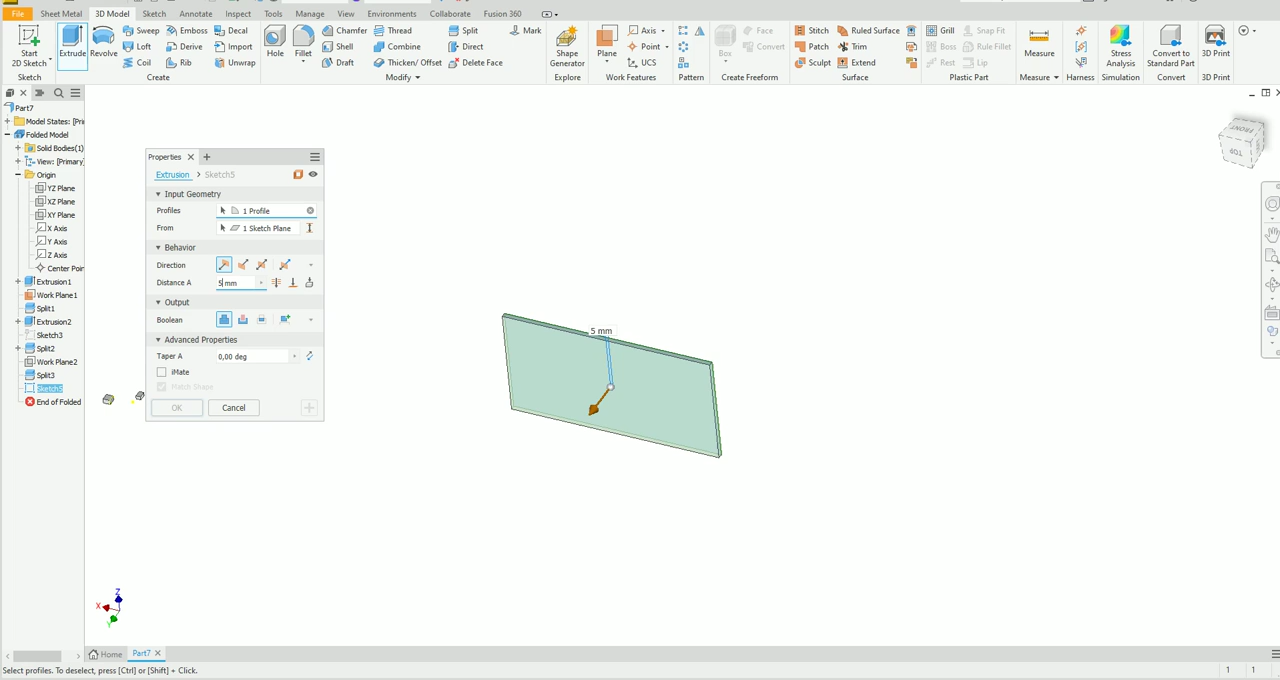 File Sheet Metal 3D Model Sketch Annotate Inspect Tools Manage View Environments Collaborate Fusion 360
Start
2D Sketch
Sketch
Extrude
Revolve
Sweep
Loft
Coil
Emboss
Derive
Rib
Decal
Import
Unwrap
Create
Hole
Fillet
Chamfer
Shell
Draft
Thread
Combine
Thicken/ Offset
Split
Direct
Delete Face
Mark
Modify
Shape
Generator
Explore
Plane
Axis
Point
UCS
Work Features
Pattern
Box
Face
Convert
Create Freeform
Stitch
Patch
Sculpt
Ruled Surface
Trim
Extend
Surface
Grill
Boss
Rest
Snap Fit
Rule Fillet
Lip
Plastic Part
Measure
Measure
Harness
Stress
Analysis
Simulation
Convert to
Standard Part
Convert
3D Print
3D Print
Part7
Model States: [Pri
Folded Model
Solid Bodies(1)
View: [Primary]
Origin
YZ Plane
XZ Plane
XY Plane
X Axis
Y Axis
Z Axis
Center Poin
Extrusion1
Work Plane1
Split1
Extrusion2
Sketch3
Split2
Work Plane2
Split3
Sketch5
End of Folded
Properties
Extrusion > Sketch5
Input Geometry
Profiles 1 Profile
From 1 Sketch Plane
Behavior
Direction
Distance A 5 mm
Output
Boolean
Advanced Properties
Taper A 0,00 deg
iMate
Match Shape
OK Cancel
5 mm
FRONT
TOP
Z
X
Y
Home Part7
Select profiles. To deselect, press [Ctrl] or [Shift] + Click.
1 1